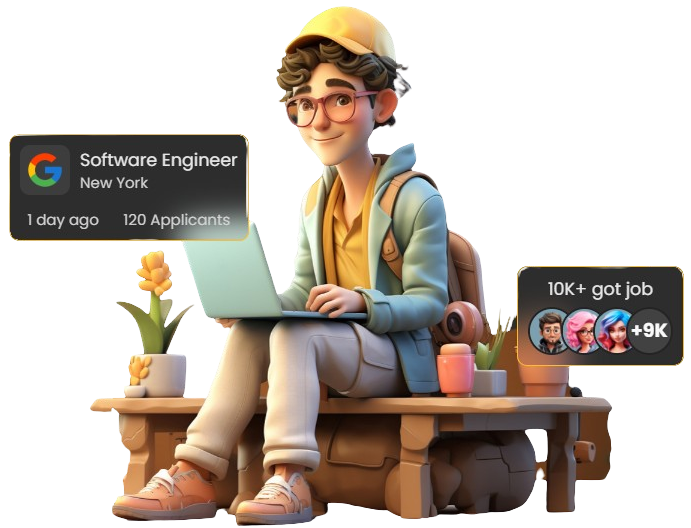 Software Engineer
New York
1 day ago 120 Applicants
10K+ got job
+9K